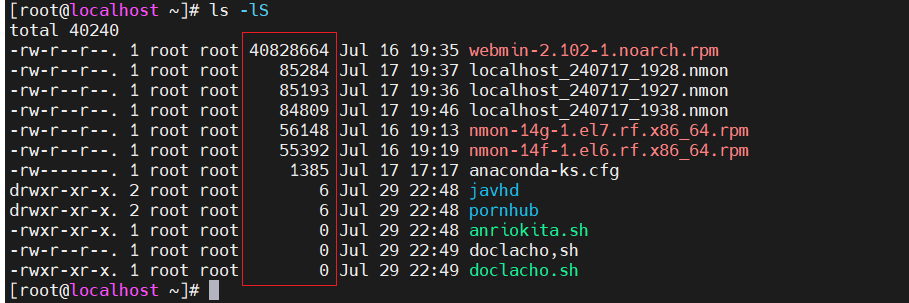 [root@localhost ~]# ls -lS
total 40240
-rw-r--r--. 1 root root 40828664 Jul 16 19:35 webmin-2.102-1.noarch.rpm
-rw-r--r--. 1 root root    85284 Jul 17 19:37 localhost_240717_1928.nmon
-rw-r--r--. 1 root root    85193 Jul 17 19:36 localhost_240717_1927.nmon
-rw-r--r--. 1 root root    84809 Jul 17 19:46 localhost_240717_1938.nmon
-rw-r--r--. 1 root root    56148 Jul 16 19:13 nmon-14g-1.el7.rf.x86_64.rpm
-rw-r--r--. 1 root root    55392 Jul 16 19:19 nmon-14f-1.el6.rf.x86_64.rpm
-rw-------. 1 root root     1385 Jul 17 17:17 anaconda-ks.cfg
drwxr-xr-x. 2 root root        6 Jul 29 22:48 javhd
drwxr-xr-x. 2 root root        6 Jul 29 22:48 pornhub
-rwxr-xr-x. 1 root root        0 Jul 29 22:48 anriokita.sh
-rw-r--r--. 1 root root        0 Jul 29 22:49 doclacho,sh
-rwxr-xr-x. 1 root root        0 Jul 29 22:49 doclacho.sh
[root@localhost ~]#